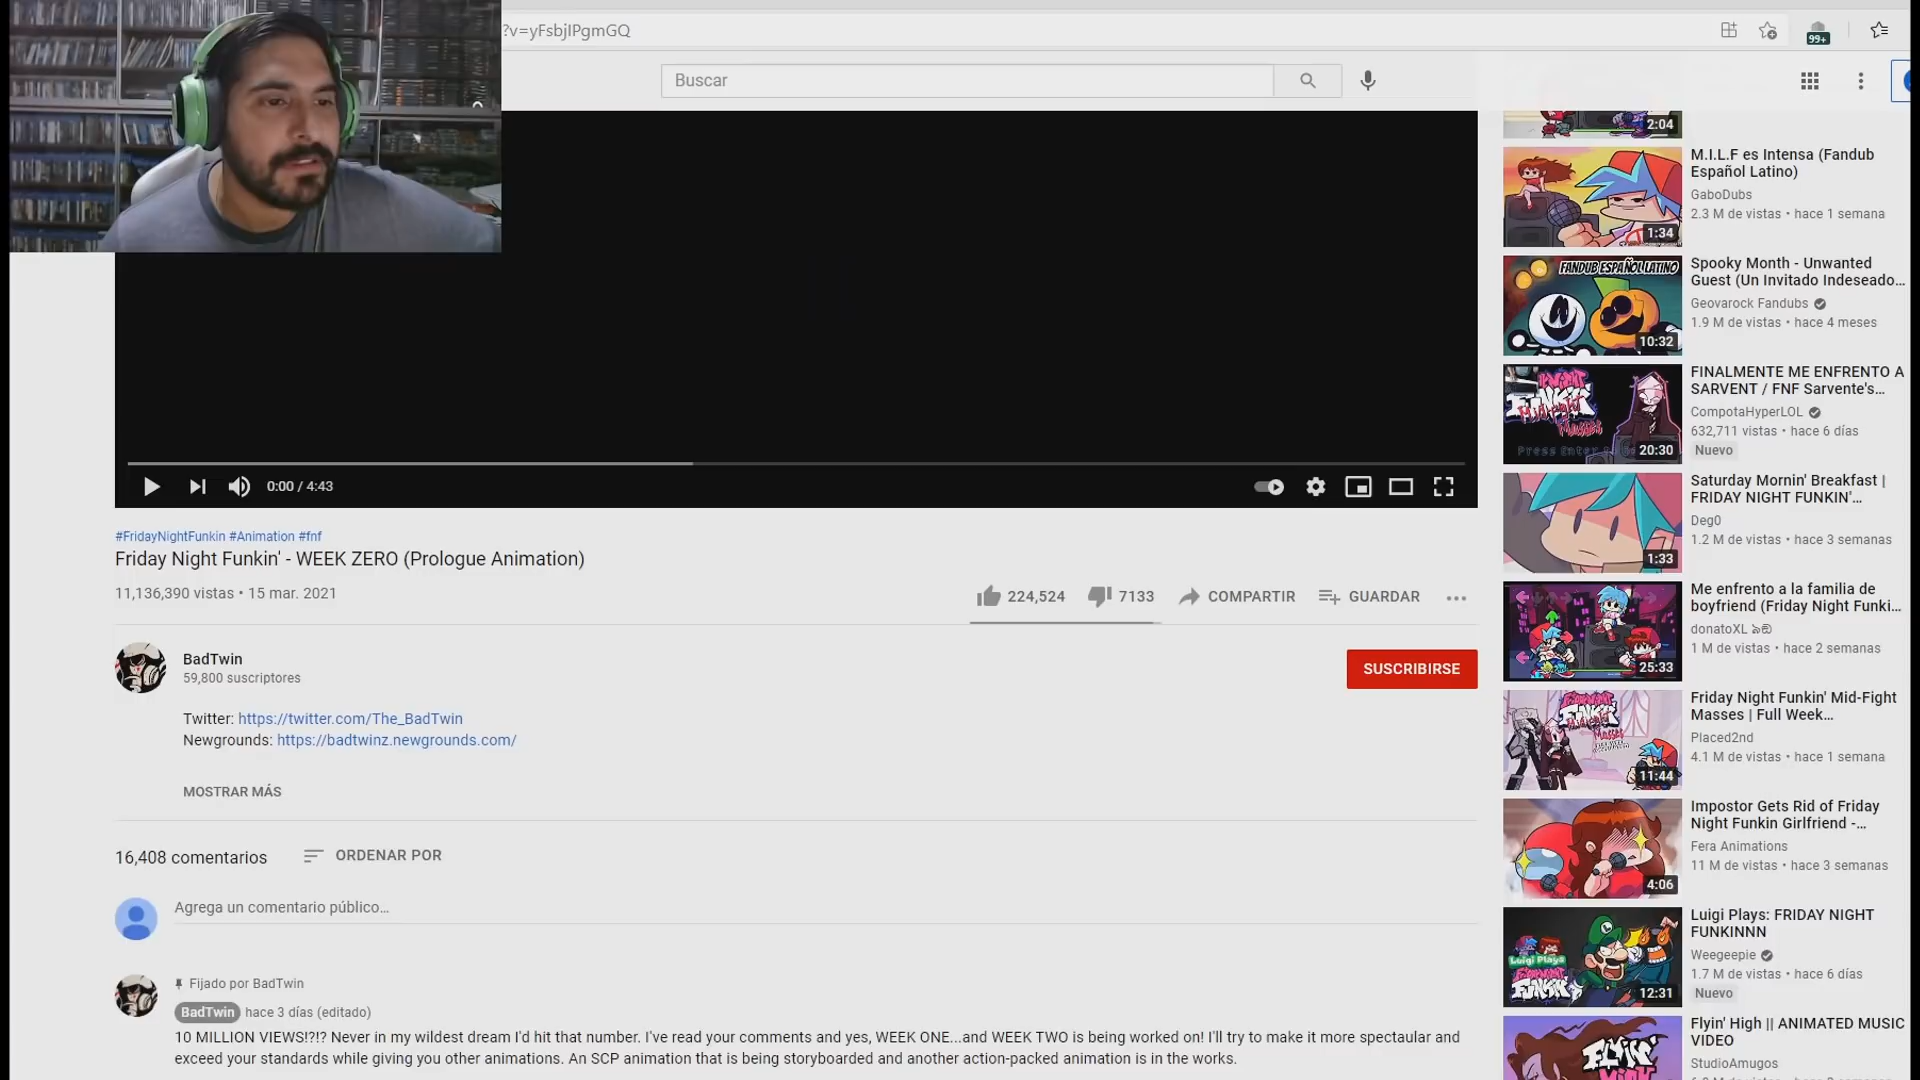 ?v=yFsbjIPgmGQ
99+
Buscar
0:00 / 4:43
#FridayNightFunkin #Animation #fnf
Friday Night Funkin' - WEEK ZERO (Prologue Animation)
11,136,390 vistas • 15 mar. 2021
224,524
7133
COMPARTIR
GUARDAR
BadTwin
59,800 suscriptores
SUSCRIBIRSE
Twitter: https://twitter.com/The_BadTwin
Newgrounds: https://badtwinz.newgrounds.com/
MOSTRAR MÁS
16,408 comentarios
ORDENAR POR
Agrega un comentario público...
Fijado por BadTwin
BadTwin hace 3 días (editado)
10 MILLION VIEWS!?!? Never in my wildest dream I'd hit that number. I've read your comments and yes, WEEK ONE...and WEEK TWO is being worked on! I'll try to make it more spectacular and
exceed your standards while giving you other animations. An SCP animation that is being storyboarded and another action-packed animation is in the works.
2:04
1:34
M.I.L.F es Intensa (Fandub
Español Latino)
GaboDubs
2.3 M de vistas • hace 1 semana
FANDUB ESPAÑOL LATINO
10:32
Spooky Month - Unwanted
Guest (Un Invitado Indeseado...
Geovarock Fandubs
1.9 M de vistas • hace 4 meses
20:30
FINALMENTE ME ENFRENTO A
SARVENT / FNF Sarvente's...
CompotaHyperLOL
632,711 vistas • hace 6 días
Nuevo
1:33
Saturday Mornin' Breakfast |
FRIDAY NIGHT FUNKIN'...
Deg0
1.2 M de vistas • hace 3 semanas
25:33
Me enfrento a la familia de
boyfriend (Friday Night Funki...
donatoXL
1 M de vistas • hace 2 semanas
11:44
Friday Night Funkin' Mid-Fight
Masses | Full Week...
Placed2nd
4.1 M de vistas • hace 1 semana
4:06
Impostor Gets Rid of Friday
Night Funkin Girlfriend -...
Fera Animations
11 M de vistas • hace 3 semanas
Luigi Plays
12:31
Luigi Plays: FRIDAY NIGHT
FUNKINNN
Weegeepie
1.7 M de vistas • hace 6 días
Nuevo
Flyin' High || ANIMATED MUSIC
VIDEO
StudioAmugos